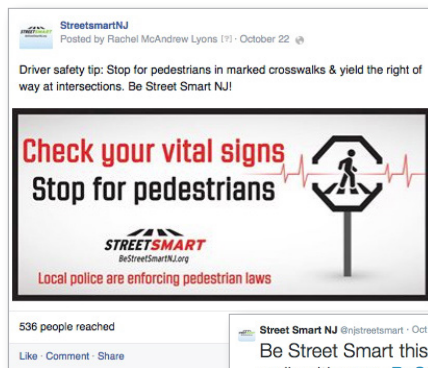 StreetsmartNJ
Posted by Rachel McAndrew Lyons [?] · October 22
Driver safety tip: Stop for pedestrians in marked crosswalks & yield the right of
way at intersections. Be Street Smart NJ!
Check your vital signs
Stop for pedestrians
STREETSMART
BeStreetSmartNJ.org
Local police are enforcing pedestrian laws
536 people reached
Like · Comment · Share
Street Smart NJ @njstreetsmart · Oct
Be Street Smart this